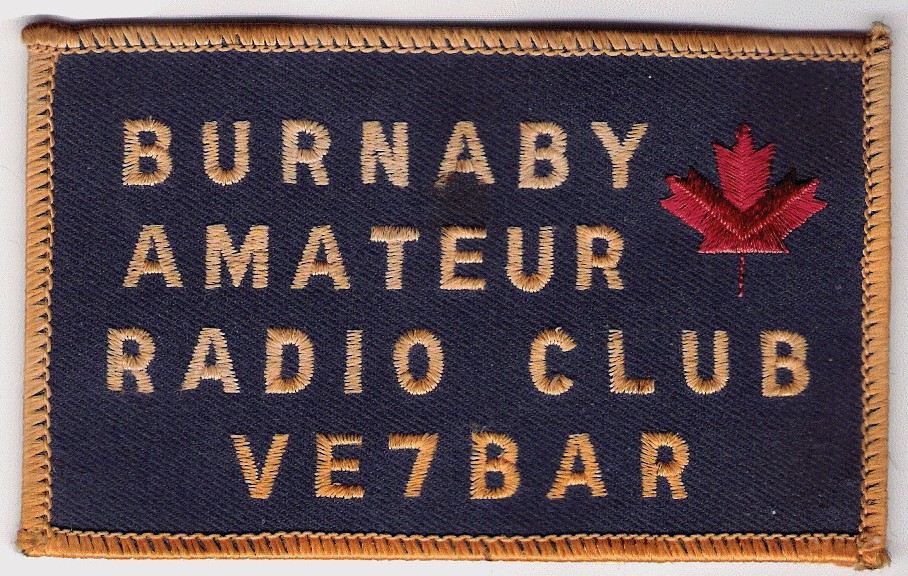 BURNABY
AMATEUR
RADIO CLUB
VE7BAR